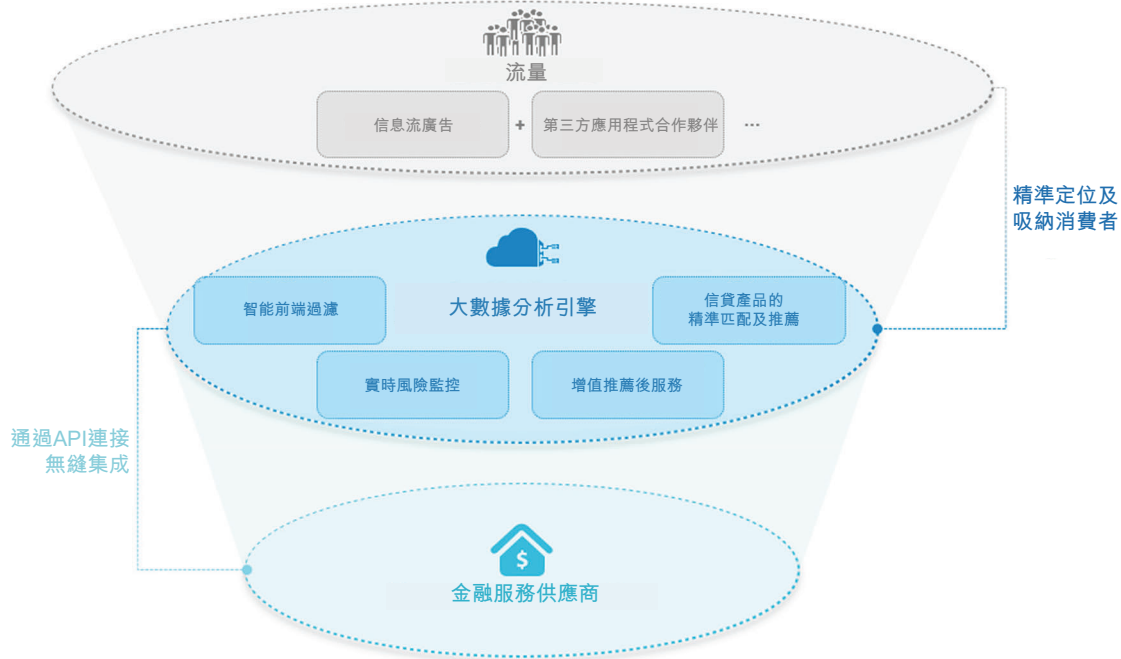 流量
信息流廣告
+
第三方應用程式合作夥伴
...
精準定位及
吸納消費者
智能前端過濾
大數據分析引擎
信貸產品的
精準匹配及推薦
實時風險監控
增值推薦後服務
通過API連接
無縫集成
$
金融服務供應商